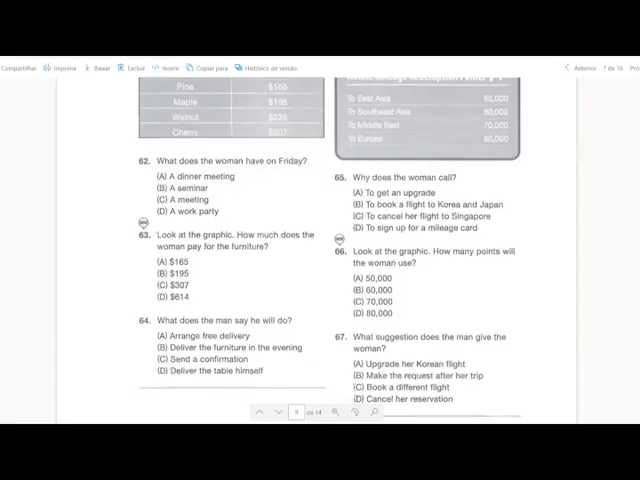 Compartilhar
Imprimir
Baixar
Excluir
Inserir
Copiar para
Histórico de versão
Anterior
7 de 16
Pine $165
Maple $195
Walnut $225
Cherry $307
62. What does the woman have on Friday?
(A) A dinner meeting
(B) A seminar
(C) A meeting
(D) A work party
63. Look at the graphic. How much does the
woman pay for the furniture?
(A) $165
(B) $195
(C) $307
(D) $614
64. What does the man say he will do?
(A) Arrange free delivery
(B) Deliver the furniture in the evening
(C) Send a confirmation
(D) Deliver the table himself
To East Asia 50,000
To Southeast Asia 60,000
To Middle East 70,000
To Europe 80,000
65. Why does the woman call?
(A) To get an upgrade
(B) To book a flight to Korea and Japan
(C) To cancel her flight to Singapore
(D) To sign up for a mileage card
66. Look at the graphic. How many points will
the woman use?
(A) 50,000
(B) 60,000
(C) 70,000
(D) 80,000
67. What suggestion does the man give the
woman?
(A) Upgrade her Korean flight
(B) Make the request after her trip
(C) Book a different flight
(D) Cancel her reservation
9 de 14